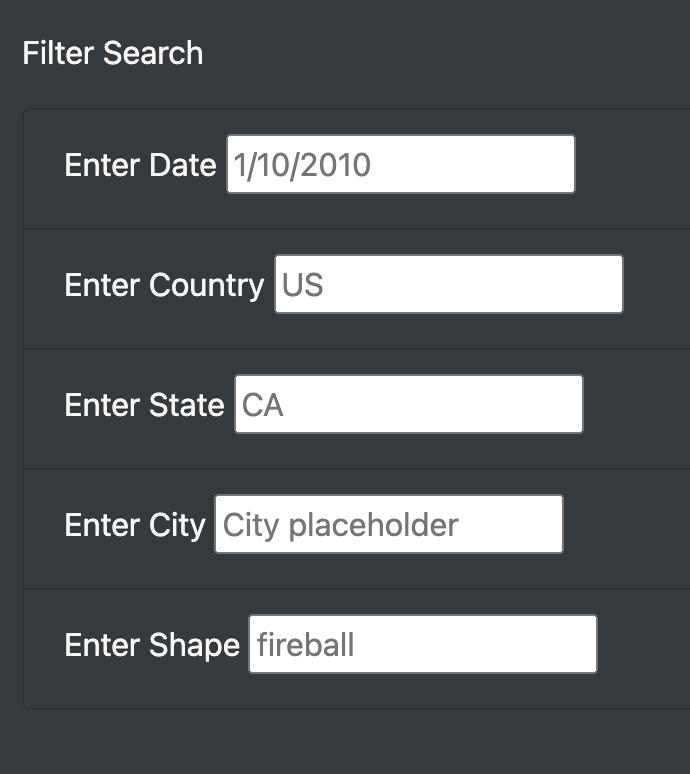 Filter Search
Enter Date 1/10/2010
Enter Country US
Enter State CA
Enter City City placeholder
Enter Shape fireball